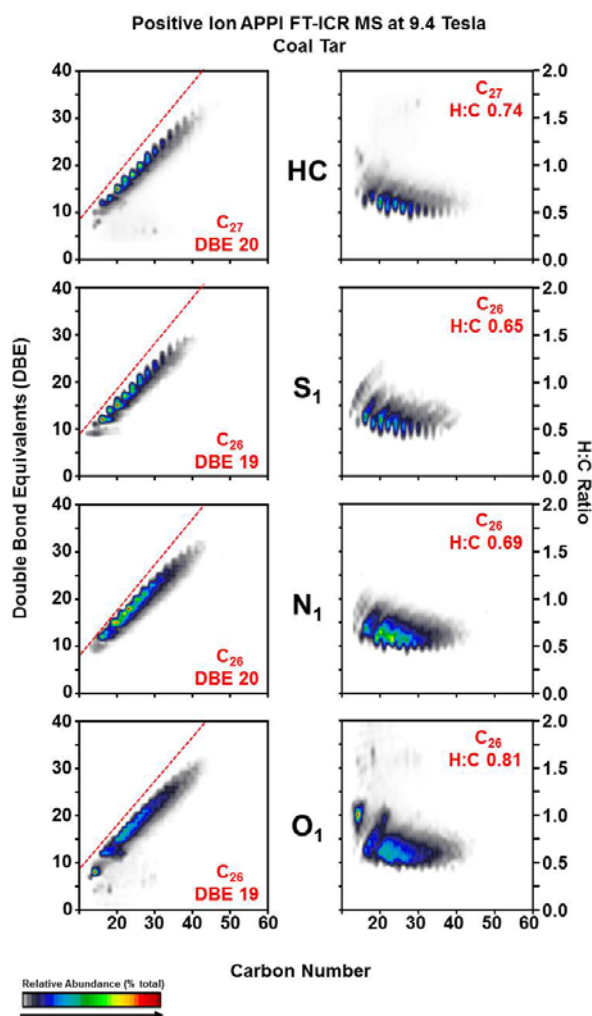 Positive Ion APPI FT-ICR MS at 9.4 Tesla
Coal Tar
Double Bond Equivalents (DBE)
H:C Ratio
40
30
20
10
0
C27
DBE 20
HC
C27
H:C 0.74
2.0
1.5
1.0
0.5
0.0
40
30
20
10
0
C26
DBE 19
S1
C26
H:C 0.65
2.0
1.5
1.0
0.5
0.0
40
30
20
10
0
C26
DBE 20
N1
C26
H:C 0.69
2.0
1.5
1.0
0.5
0.0
40
30
20
10
0
C26
DBE 19
O1
C26
H:C 0.81
2.0
1.5
1.0
0.5
0.0
20 30 40 50 60
20 30 40 50 60
Carbon Number
Relative Abundance (% total)